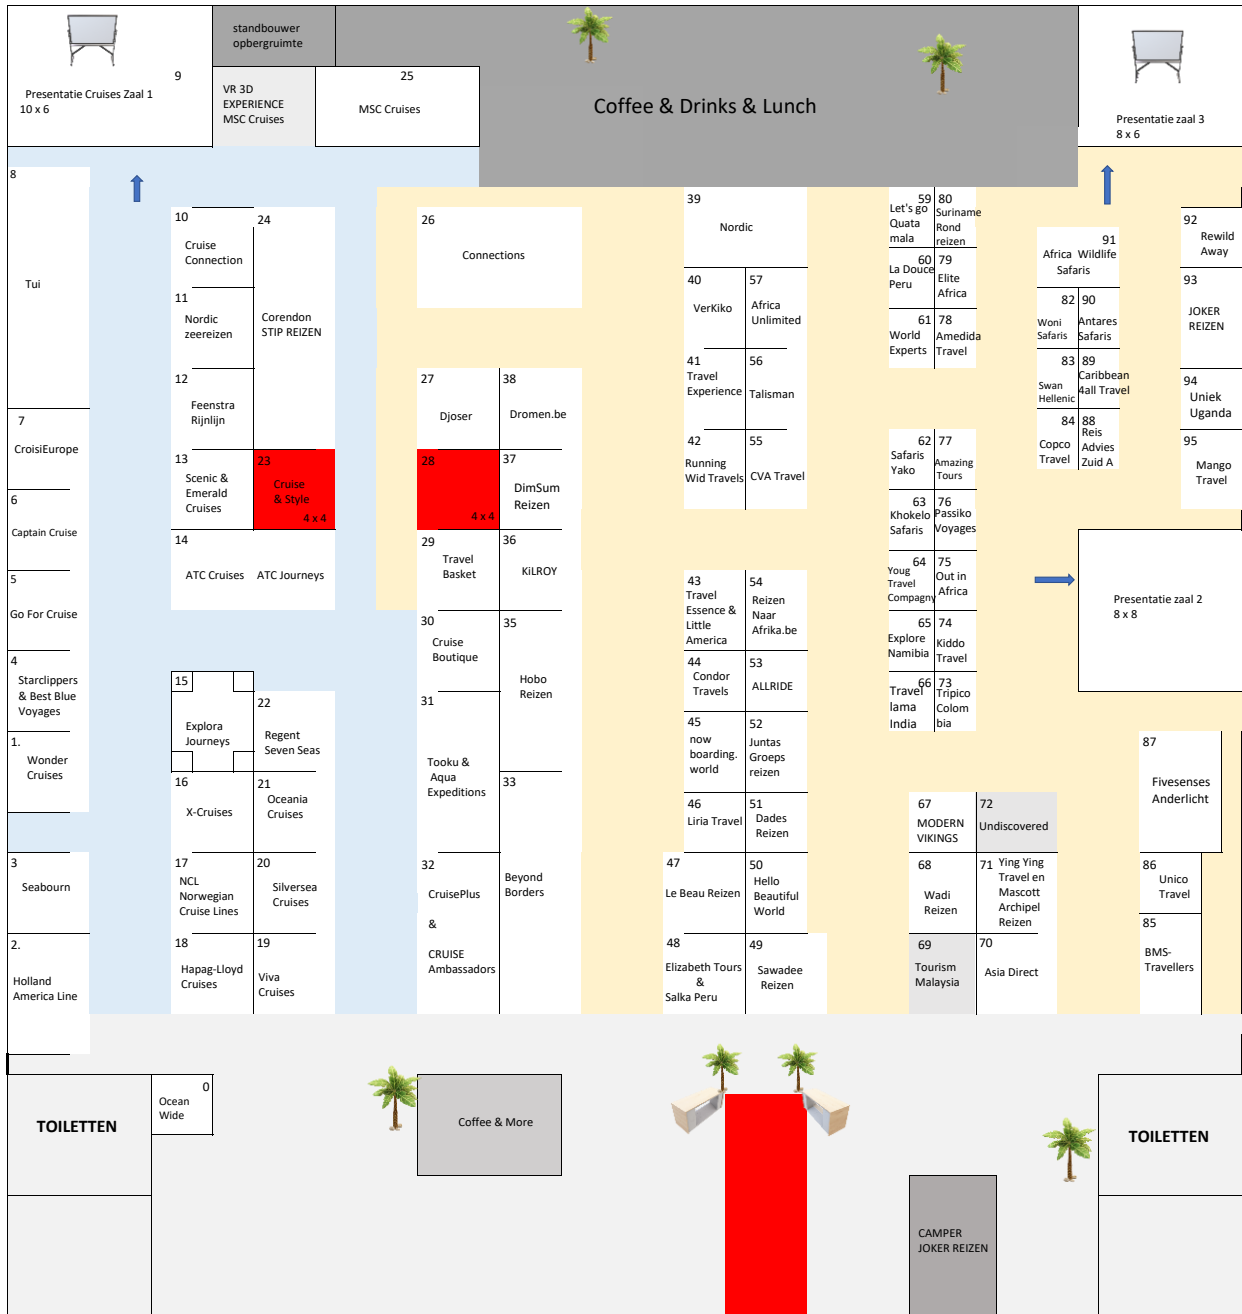 standbouwer
opbergruimte
9
Presentatie Cruises Zaal 1
10 x 6
VR 3D
EXPERIENCE
MSC Cruises
25
MSC Cruises
Coffee & Drinks & Lunch
Presentatie zaal 3
8 x 6
8
Tui
7
CroisiEurope
6
Captain Cruise
5
Go For Cruise
4
Starclippers
& Best Blue
Voyages
1.
Wonder
Cruises
3
Seabourn
2.
Holland
America Line
10
Cruise
Connection
11
Nordic
zeereizen
12
Feenstra
Rijnlijn
13
Scenic &
Emerald
Cruises
14
ATC Cruises
ATC Journeys
24
Corendon
STIP REIZEN
23
Cruise
& Style
4 x 4
15
Explora
Journeys
16
X-Cruises
17
NCL
Norwegian
Cruise Lines
18
Hapag-Lloyd
Cruises
22
Regent
Seven Seas
21
Oceania
Cruises
20
Silversea
Cruises
19
Viva
Cruises
26
Connections
27
Djoser
28
4 x 4
29
Travel
Basket
30
Cruise
Boutique
31
Tooku &
Aqua
Expeditions
32
CruisePlus
&
CRUISE
Ambassadors
38
Dromen.be
37
DimSum
Reizen
36
KiLROY
35
Hobo
Reizen
33
Beyond
Borders
39
Nordic
40
VerKiko
41
Travel
Experience
42
Running
Wid Travels
57
Africa
Unlimited
56
Talisman
55
CVA Travel
43
Travel
Essence &
Little
America
44
Condor
Travels
45
now
boarding.
world
46
Liria Travel
47
Le Beau Reizen
48
Elizabeth Tours
&
Salka Peru
54
Reizen
Naar
Afrika.be
53
ALLRIDE
52
Juntas
Groeps
reizen
51
Dades
Reizen
50
Hello
Beautiful
World
49
Sawadee
Reizen
59
Let's go
Quata
mala
60
La Douce
Peru
61
World
Experts
80
Suriname
Rond
reizen
79
Elite
Africa
78
Amedida
Travel
62
Safaris
Yako
63
Khokelo
Safaris
64
Youg
Travel
Compagny
65
Explore
Namibia
66
Travel
lama
India
77
Amazing
Tours
76
Passiko
Voyages
75
Out in
Africa
74
Kiddo
Travel
73
Tripico
Colom
bia
67
MODERN
VIKINGS
68
Wadi
Reizen
69
Tourism
Malaysia
72
Undiscovered
71
Ying Ying
Travel en
Mascott
Archipel
Reizen
70
Asia Direct
91
Africa Wildlife
Safaris
82
Woni
Safaris
83
Swan
Hellenic
84
Copco
Travel
90
Antares
Safaris
89
Caribbean
4all Travel
88
Reis
Advies
Zuid A
92
Rewild
Away
93
JOKER
REIZEN
94
Uniek
Uganda
95
Mango
Travel
Presentatie zaal 2
8 x 8
87
Fivesenses
Anderlicht
86
Unico
Travel
85
BMS-
Travellers
TOILETTEN
0
Ocean
Wide
Coffee & More
CAMPER
JOKER REIZEN
TOILETTEN